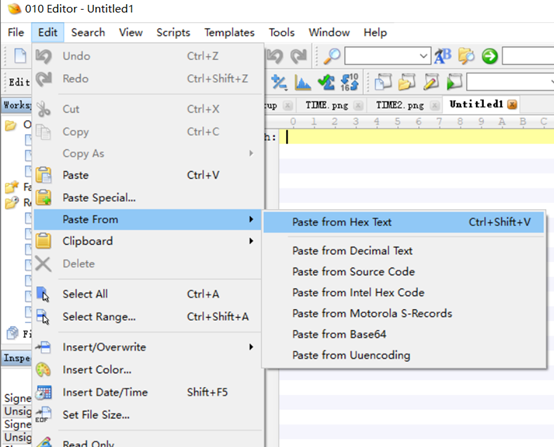 010 Editor - Untitled1
File Edit Search View Scripts Templates Tools Window Help
Undo Ctrl+Z
Redo Ctrl+Shift+Z
Edit
Cut Ctrl+X
Works
up TIME.png TIME2.png Untitled1
Copy Ctrl+C
0 1 2 3 4 5 6 7 8 9 A B C
O
h:
Copy As
Paste Ctrl+V
Fa
Paste Special...
Re
Paste From
Paste from Hex Text Ctrl+Shift+V
Clipboard
Paste from Decimal Text
Delete
Paste from Source Code
Select All Ctrl+A
Paste from Intel Hex Code
Select Range... Ctrl+Shift+A
Paste from Motorola S-Records
Fi
Paste from Base64
Insert/Overwrite
Paste from Uuencoding
Inspe
Insert Color...
Insert Date/Time Shift+F5
Signe
Unsig
EOF
Set File Size...
Signe
Unsig
Read Only